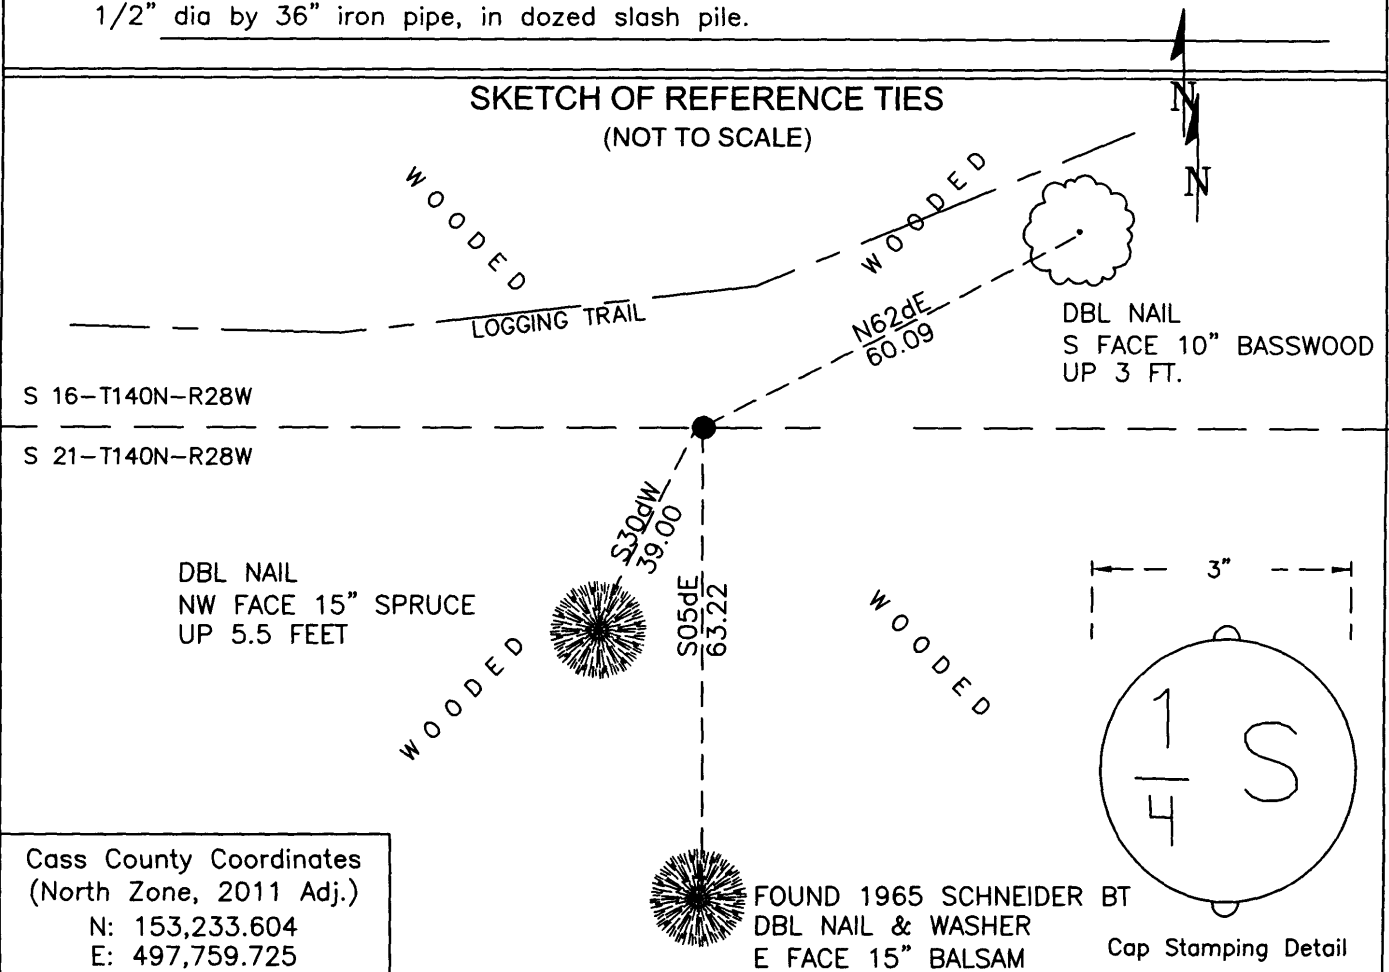 1/2" dia by 36" iron pipe, in dozed slash pile.
SKETCH OF REFERENCE TIES
(NOT TO SCALE)
N
N
WOODED
WOODED
LOGGING TRAIL
N62dE
60.09
DBL NAIL
S FACE 10" BASSWOOD
UP 3 FT.
S 16-T140N-R28W
S 21-T140N-R28W
S30dW
39.00
S05dE
63.22
DBL NAIL
NW FACE 15" SPRUCE
UP 5.5 FEET
WOODED
WOODED
3"
1
4
S
Cap Stamping Detail
FOUND 1965 SCHNEIDER BT
DBL NAIL & WASHER
E FACE 15" BALSAM
Cass County Coordinates
(North Zone, 2011 Adj.)
N: 153,233.604
E: 497,759.725